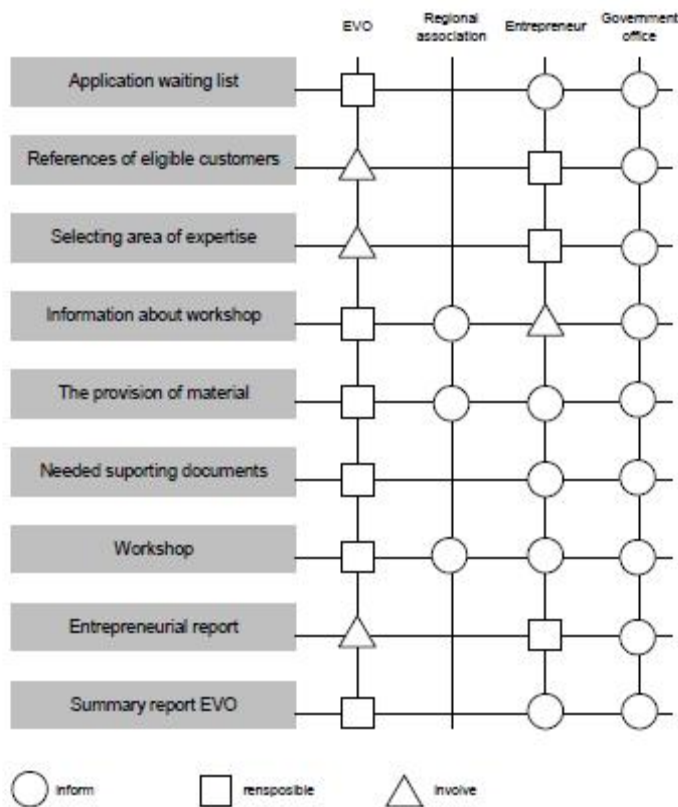 EVO
Regional
association
Entrepreneur
Government
office
Application waiting list
References of eligible customers
Selecting area of expertise
Information about workshop
The provision of material
Needed suporting documents
Workshop
Entrepreneurial report
Summary report EVO
inform
rensposible
involve